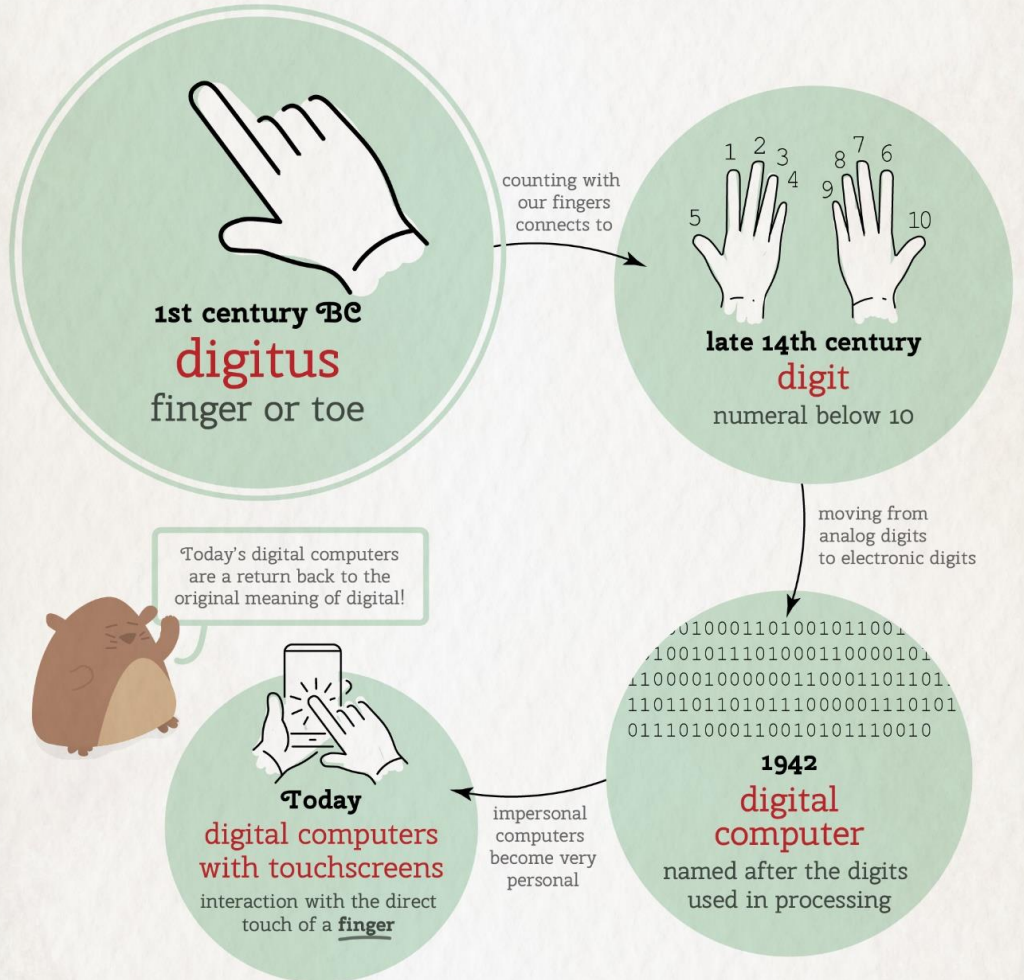 1st century BC
digitus
finger or toe
counting with
our fingers
connects to
1 2 3 4 5
6 7 8 9 10
late 14th century
digit
numeral below 10
moving from
analog digits
to electronic digits
1942
digital
computer
named after the digits
used in processing
impersonal
computers
become very
personal
Today
digital computers
with touchscreens
interaction with the direct
touch of a finger
Today's digital computers
are a return back to the
original meaning of digital!